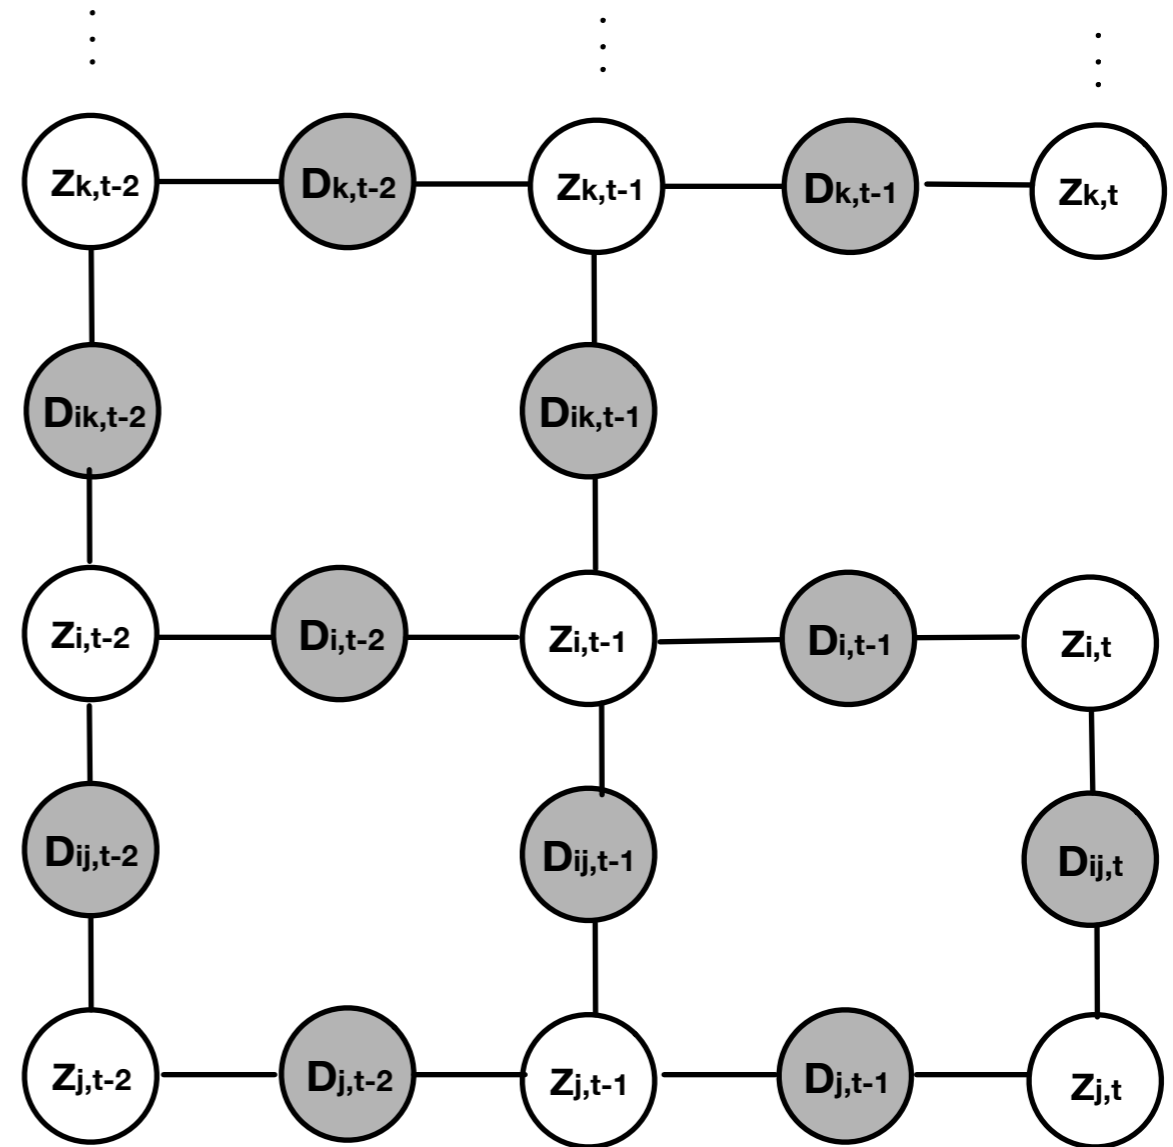 Zk,t-2 Dk,t-2 Zk,t-1 Dk,t-1 Zk,t
Dik,t-2 Dik,t-1
Zi,t-2 Di,t-2 Zi,t-1 Di,t-1 Zi,t
Dij,t-2 Dij,t-1 Dij,t
Zj,t-2 Dj,t-2 Zj,t-1 Dj,t-1 Zj,t